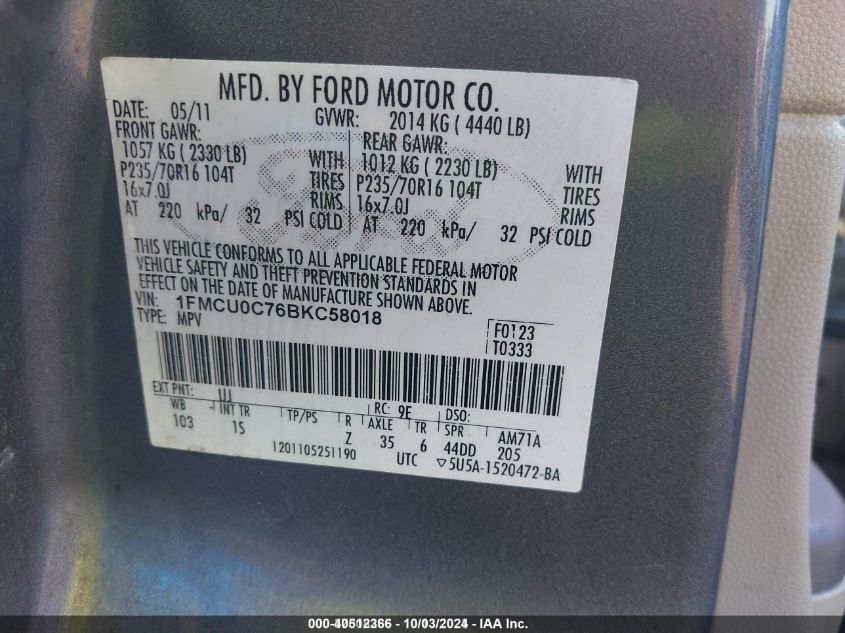 MFD. BY FORD MOTOR CO.
DATE: 05/11 GVWR: 2014 KG ( 4440 LB)
FRONT GAWR: REAR GAWR:
1057 KG ( 2330 LB) WITH 1012 KG ( 2230 LB) WITH
P235/70R16 104T TIRES P235/70R16 104T TIRES
16x7.0J RIMS 16x7.0J RIMS
AT 220 kPa/ 32 PSI COLD AT 220 kPa/ 32 PSI COLD
Ford
THIS VEHICLE CONFORMS TO ALL APPLICABLE FEDERAL MOTOR
VEHICLE SAFETY AND THEFT PREVENTION STANDARDS IN
EFFECT ON THE DATE OF MANUFACTURE SHOWN ABOVE.
VIN: 1FMCU0C76BKC58018
TYPE: MPV
F0123
T0333
EXT PNT: UJ RC: 9E DSO:
WB INT TR TP/PS R AXLE TR SPR AM71A
103 15 Z 35 6 44DD 205
1201105251190 UTC ▽5U5A-1520472-BA
000-40512366 - 10/03/2024 - IAA Inc.